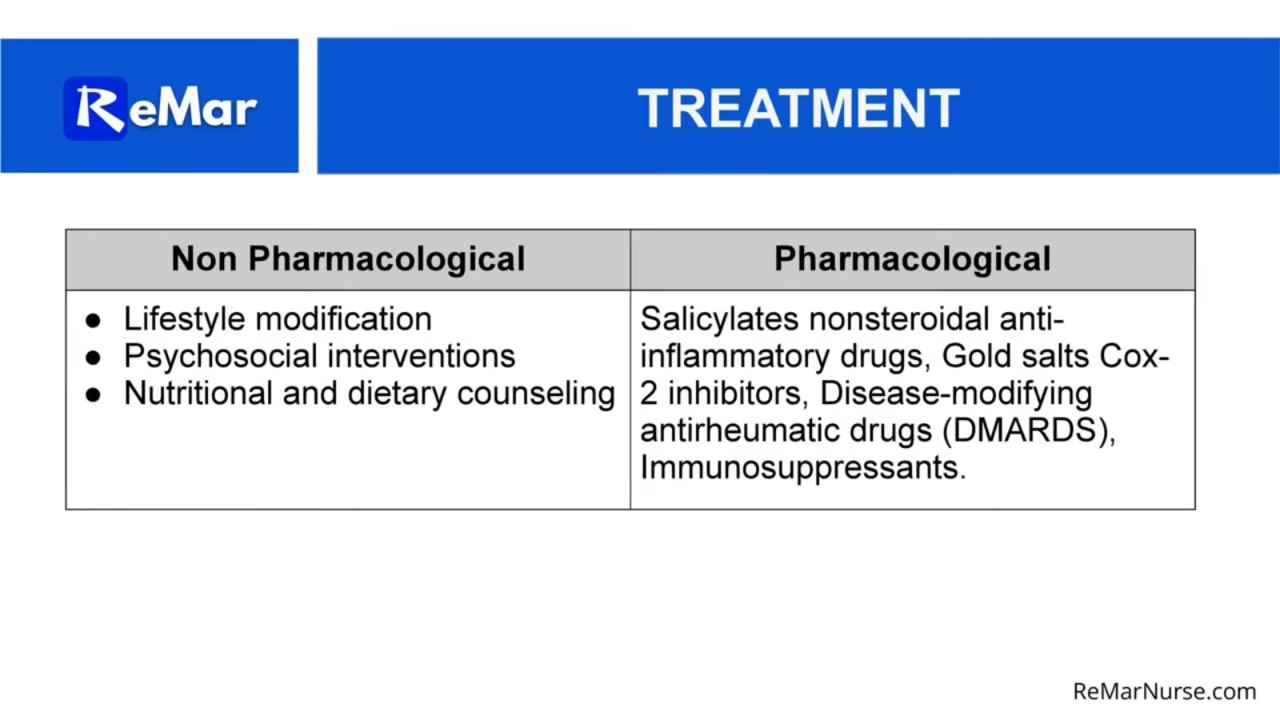 ReMar
TREATMENT
Non Pharmacological
Pharmacological
● Lifestyle modification
● Psychosocial interventions
● Nutritional and dietary counseling
Salicylates nonsteroidal anti-
inflammatory drugs, Gold salts Cox-
2 inhibitors, Disease-modifying
antirheumatic drugs (DMARDS),
Immunosuppressants.
ReMarNurse.com